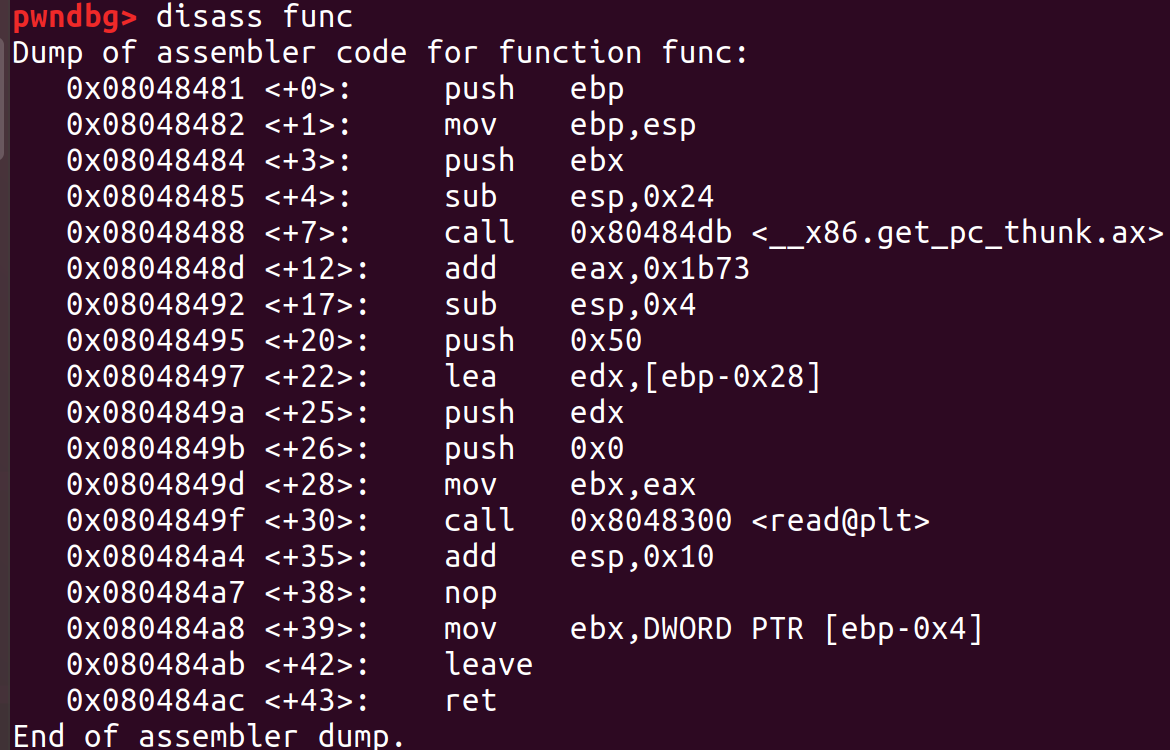 pwndbg> disass func
Dump of assembler code for function func:
   0x08048481 <+0>:     push   ebp
   0x08048482 <+1>:     mov    ebp,esp
   0x08048484 <+3>:     push   ebx
   0x08048485 <+4>:     sub    esp,0x24
   0x08048488 <+7>:     call   0x80484db <__x86.get_pc_thunk.ax>
   0x0804848d <+12>:    add    eax,0x1b73
   0x08048492 <+17>:    sub    esp,0x4
   0x08048495 <+20>:    push   0x50
   0x08048497 <+22>:    lea    edx,[ebp-0x28]
   0x0804849a <+25>:    push   edx
   0x0804849b <+26>:    push   0x0
   0x0804849d <+28>:    mov    ebx,eax
   0x0804849f <+30>:    call   0x8048300 <read@plt>
   0x080484a4 <+35>:    add    esp,0x10
   0x080484a7 <+38>:    nop
   0x080484a8 <+39>:    mov    ebx,DWORD PTR [ebp-0x4]
   0x080484ab <+42>:    leave
   0x080484ac <+43>:    ret
End of assembler dump.